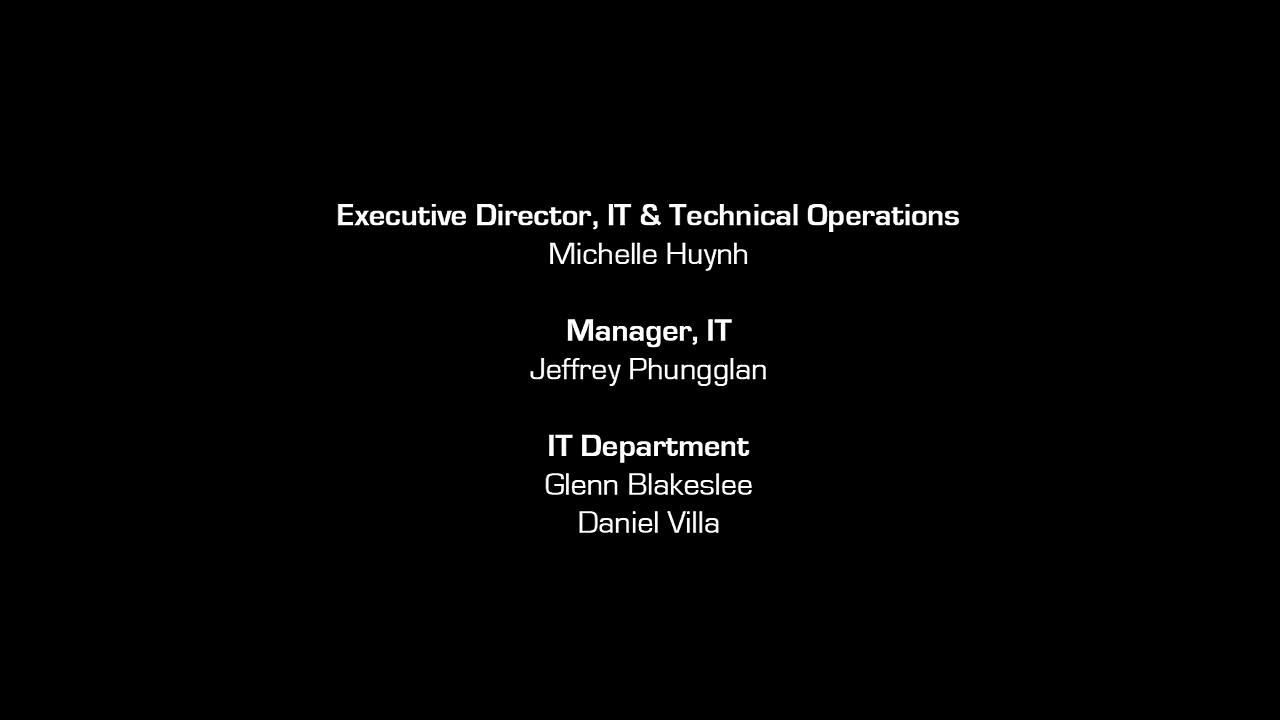 Executive Director, IT & Technical Operations
Michelle Huynh
Manager, IT
Jeffrey Phungglan
IT Department
Glenn Blakeslee
Daniel Villa